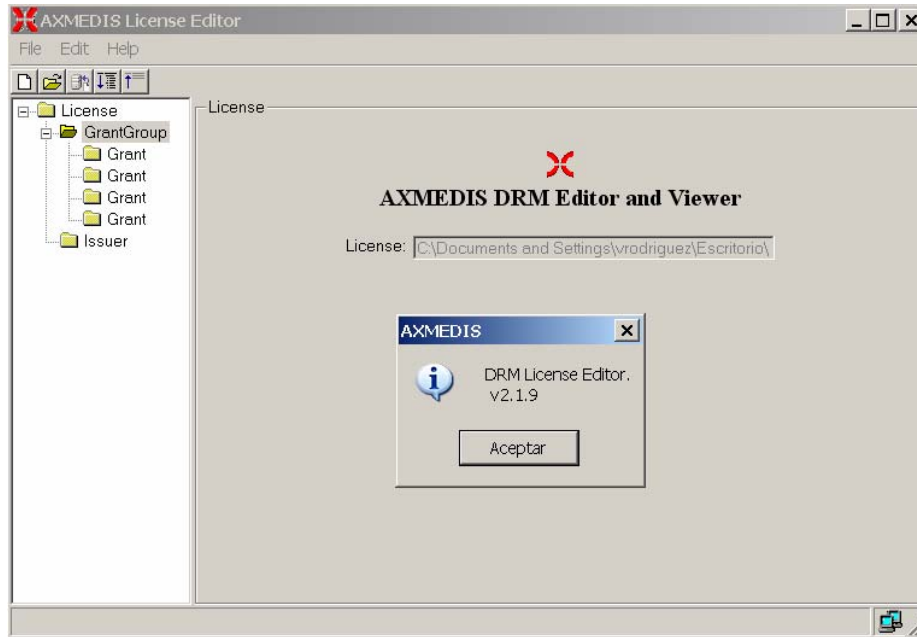 AXMEDIS License Editor
File Edit Help
License
GrantGroup
Grant
Grant
Grant
Grant
Issuer
License
AXMEDIS DRM Editor and Viewer
License: C:\Documents and Settings\vrodriguez\Escritorio\
AXMEDIS
DRM License Editor.
v2.1.9
Aceptar